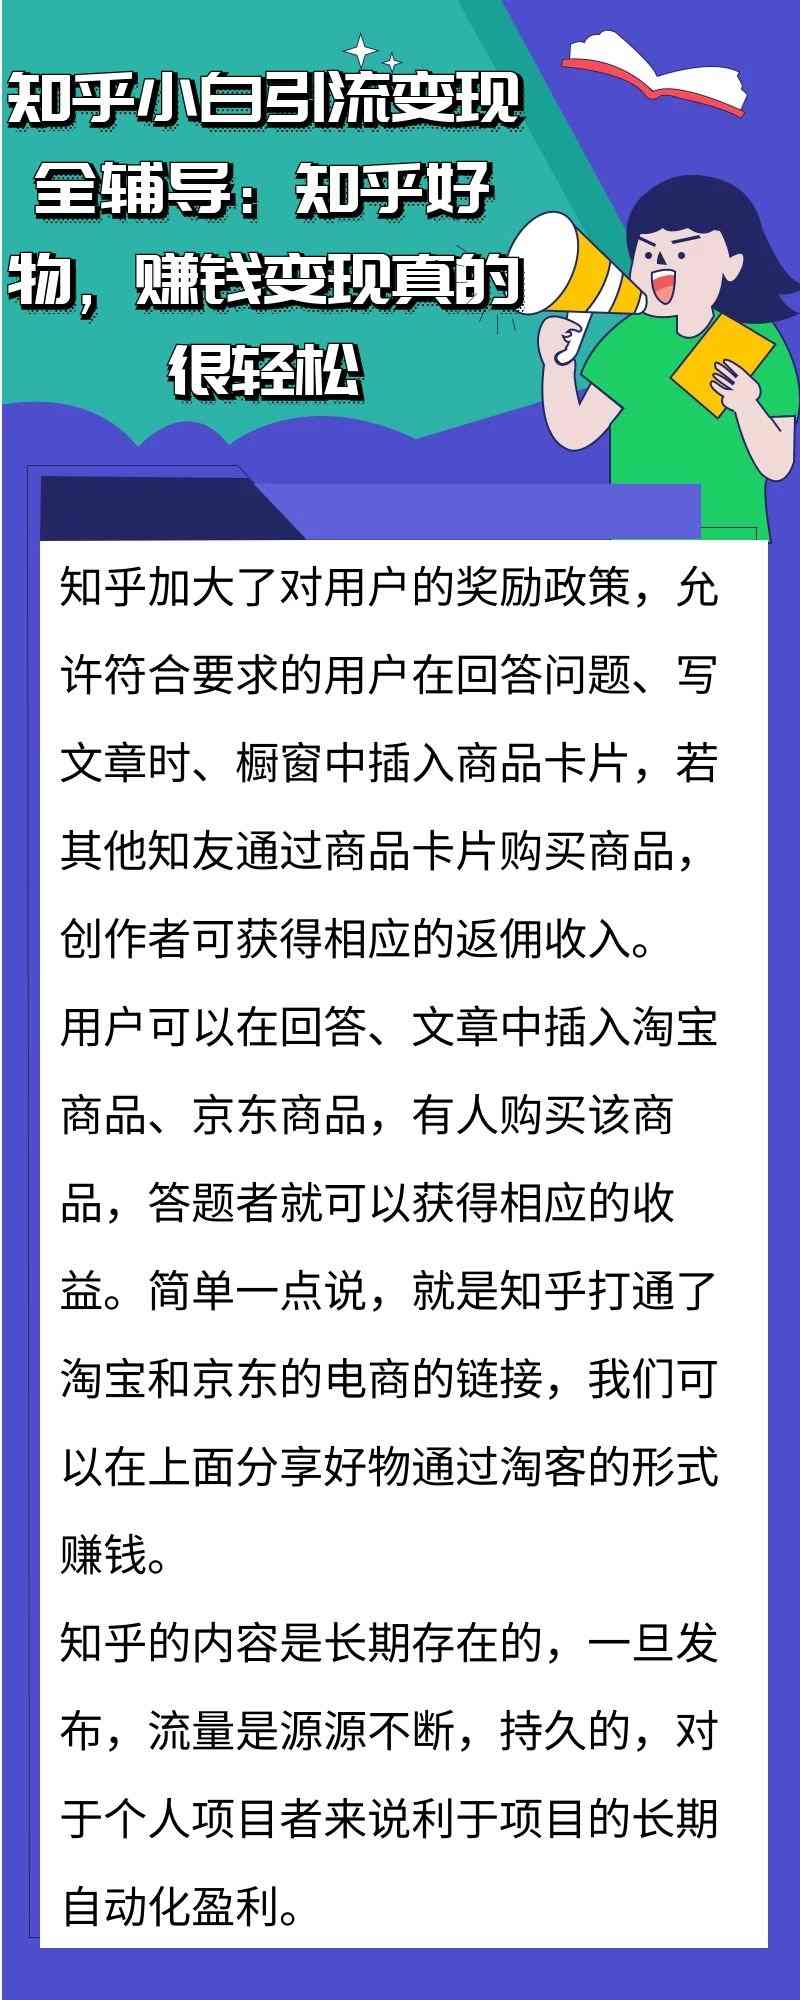 知乎小白引流变现
全辅导：知乎好
物，赚钱变现真的
很轻松
知乎加大了对用户的奖励政策，允
许符合要求的用户在回答问题、写
文章时、橱窗中插入商品卡片，若
其他知友通过商品卡片购买商品，
创作者可获得相应的返佣收入。
用户可以在回答、文章中插入淘宝
商品、京东商品，有人购买该商
品，答题者就可以获得相应的收
益。简单一点说，就是知乎打通了
淘宝和京东的电商的链接，我们可
以在上面分享好物通过淘客的形式
赚钱。
知乎的内容是长期存在的，一旦发
布，流量是源源不断，持久的，对
于个人项目者来说利于项目的长期
自动化盈利。